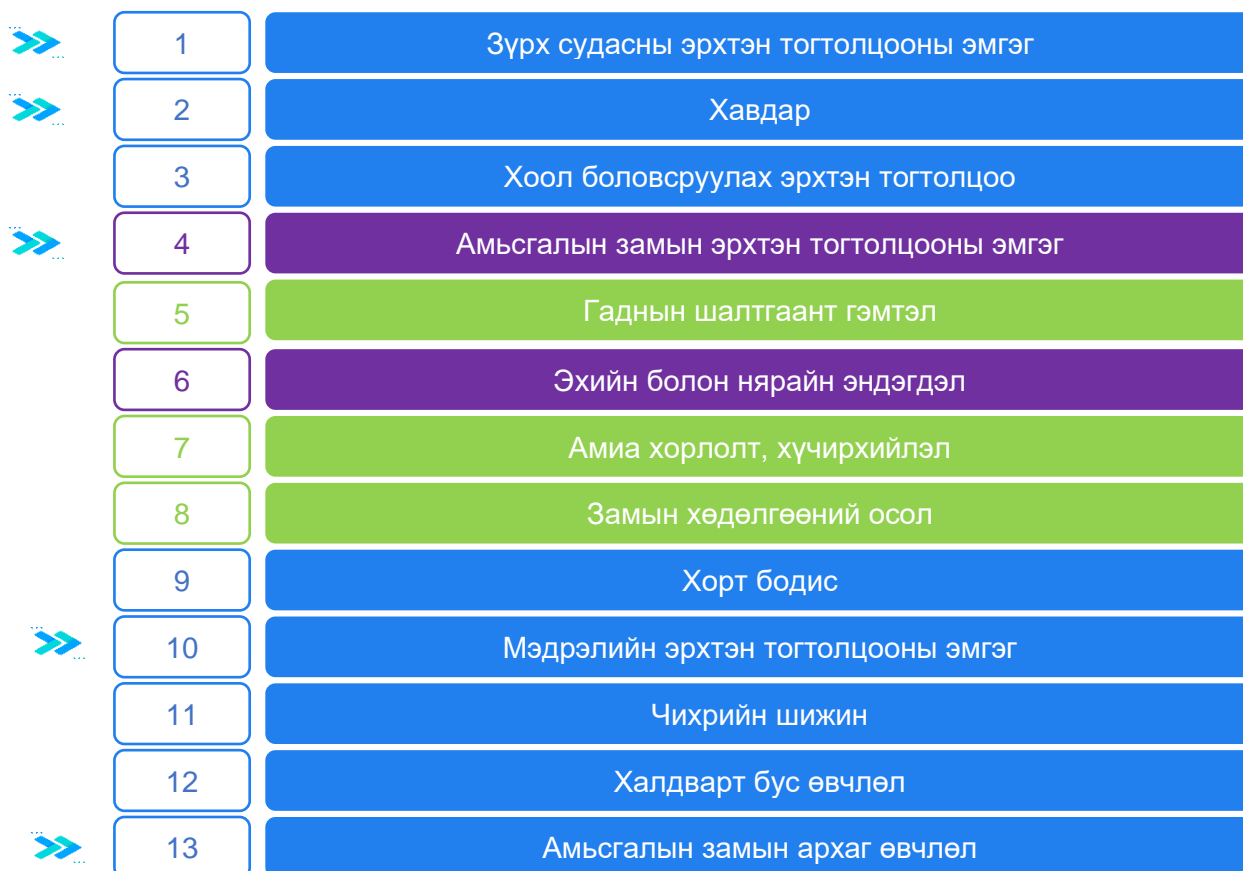 1 Зүрх судасны эрхтэн тогтолцооны эмгэг
2 Хавдар
3 Хоол боловсруулах эрхтэн тогтолцоо
4 Амьсгалын замын эрхтэн тогтолцооны эмгэг
5 Гаднын шалтгаант гэмтэл
6 Эхийн болон нярайн эндэгдэл
7 Амиа хорлолт, хүчирхийлэл
8 Замын хөдөлгөөний осол
9 Хорт бодис
10 Мэдрэлийн эрхтэн тогтолцооны эмгэг
11 Чихрийн шижин
12 Халдварт бус өвчлөл
13 Амьсгалын замын архаг өвчлөл